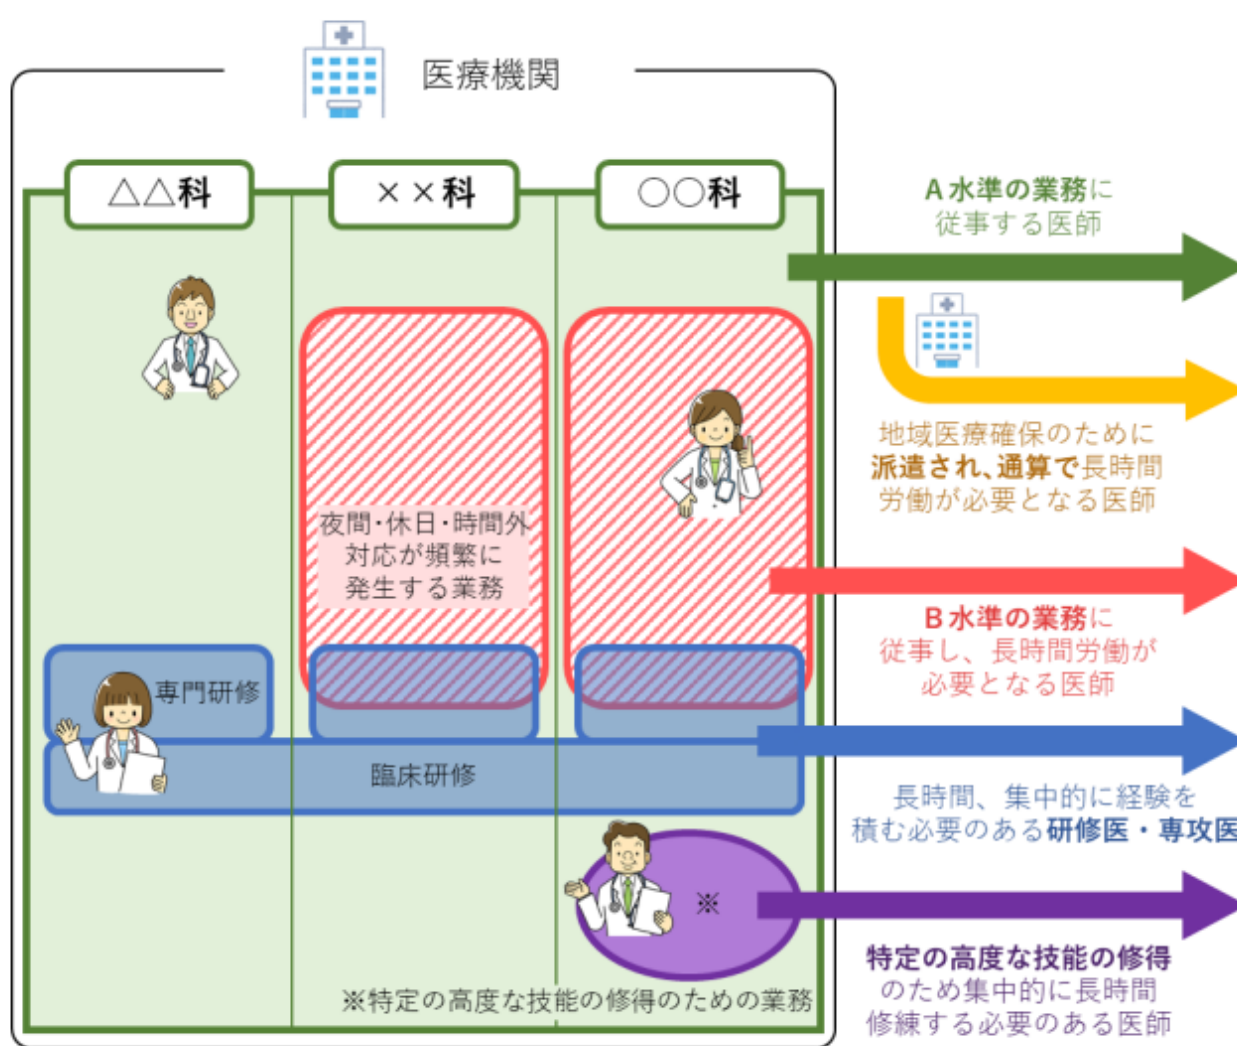 医療機関
△△科
××科
○○科
夜間・休日・時間外
対応が頻繁に
発生する業務
専門研修
臨床研修
※
※特定の高度な技能の修得のための業務
A水準の業務に
従事する医師
地域医療確保のために
派遣され、通算で長時間
労働が必要となる医師
B水準の業務に
従事し、長時間労働が
必要となる医師
長時間、集中的に経験を
積む必要のある研修医・専攻医
特定の高度な技能の修得
のため集中的に長時間
修練する必要のある医師